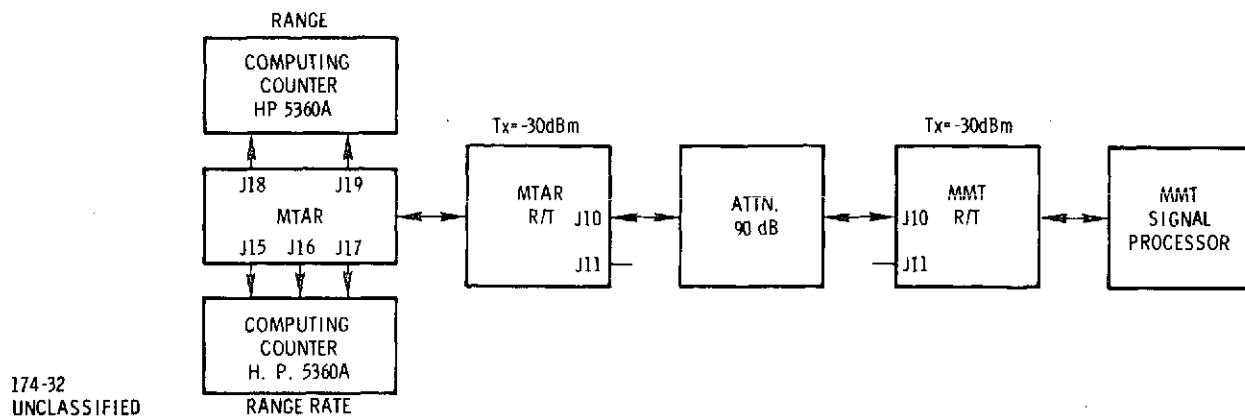 RANGE
COMPUTING
COUNTER
HP 5360A
J18 J19
MTAR
J15 J16 J17
COMPUTING
COUNTER
H. P. 5360A
RANGE RATE
Tx=-30dBm
MTAR
R/T
J10
J11
ATTN.
90 dB
Tx=-30dBm
MMT
R/T
J10
J11
MMT
SIGNAL
PROCESSOR
174-32
UNCLASSIFIED